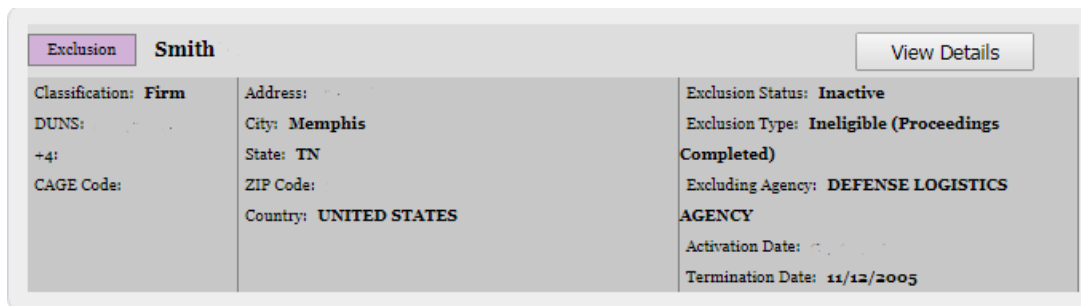 Exclusion Smith View Details
Classification: Firm
DUNS:
+4:
CAGE Code:
Address:
City: Memphis
State: TN
ZIP Code:
Country: UNITED STATES
Exclusion Status: Inactive
Exclusion Type: Ineligible (Proceedings
Completed)
Excluding Agency: DEFENSE LOGISTICS
AGENCY
Activation Date:
Termination Date: 11/12/2005